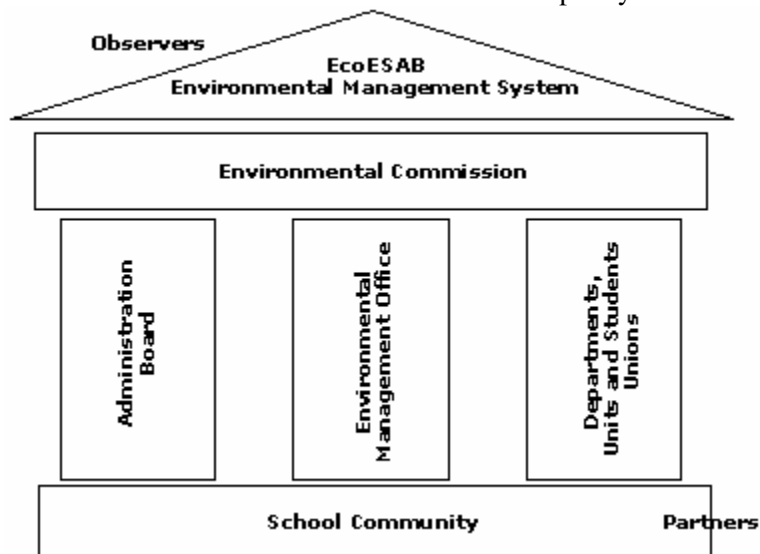 Observers
EcoESAB
Environmental Management System
Environmental Commission
Administration
Board
Environmental
Management Office
Departments,
Units and Students
Unions
School Community
Partners